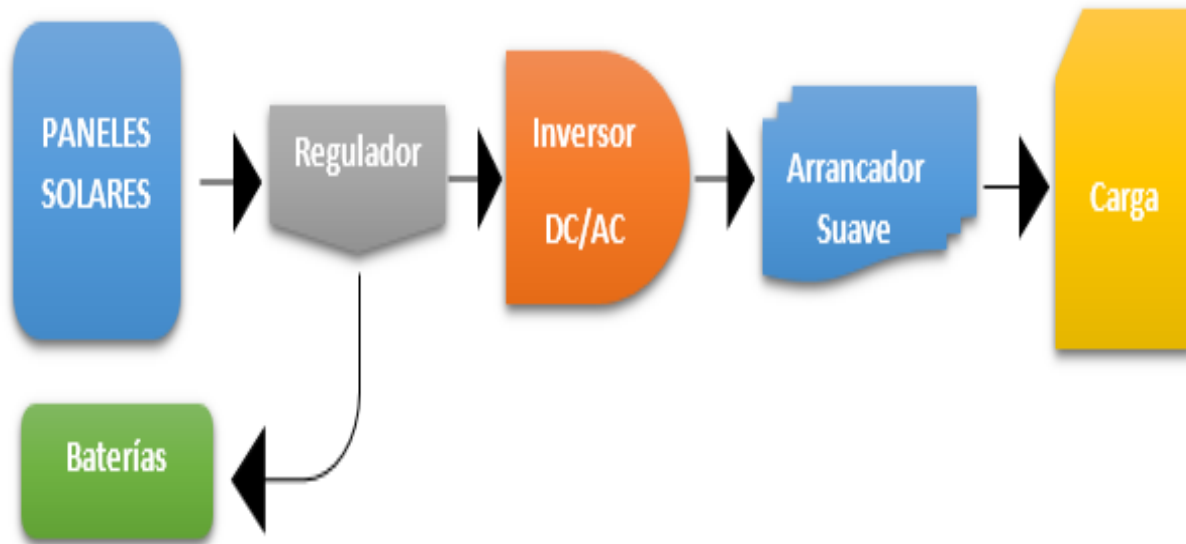 PANELES
SOLARES
Regulador
Inversor
DC/AC
Arrancador
Suave
Carga
Baterías